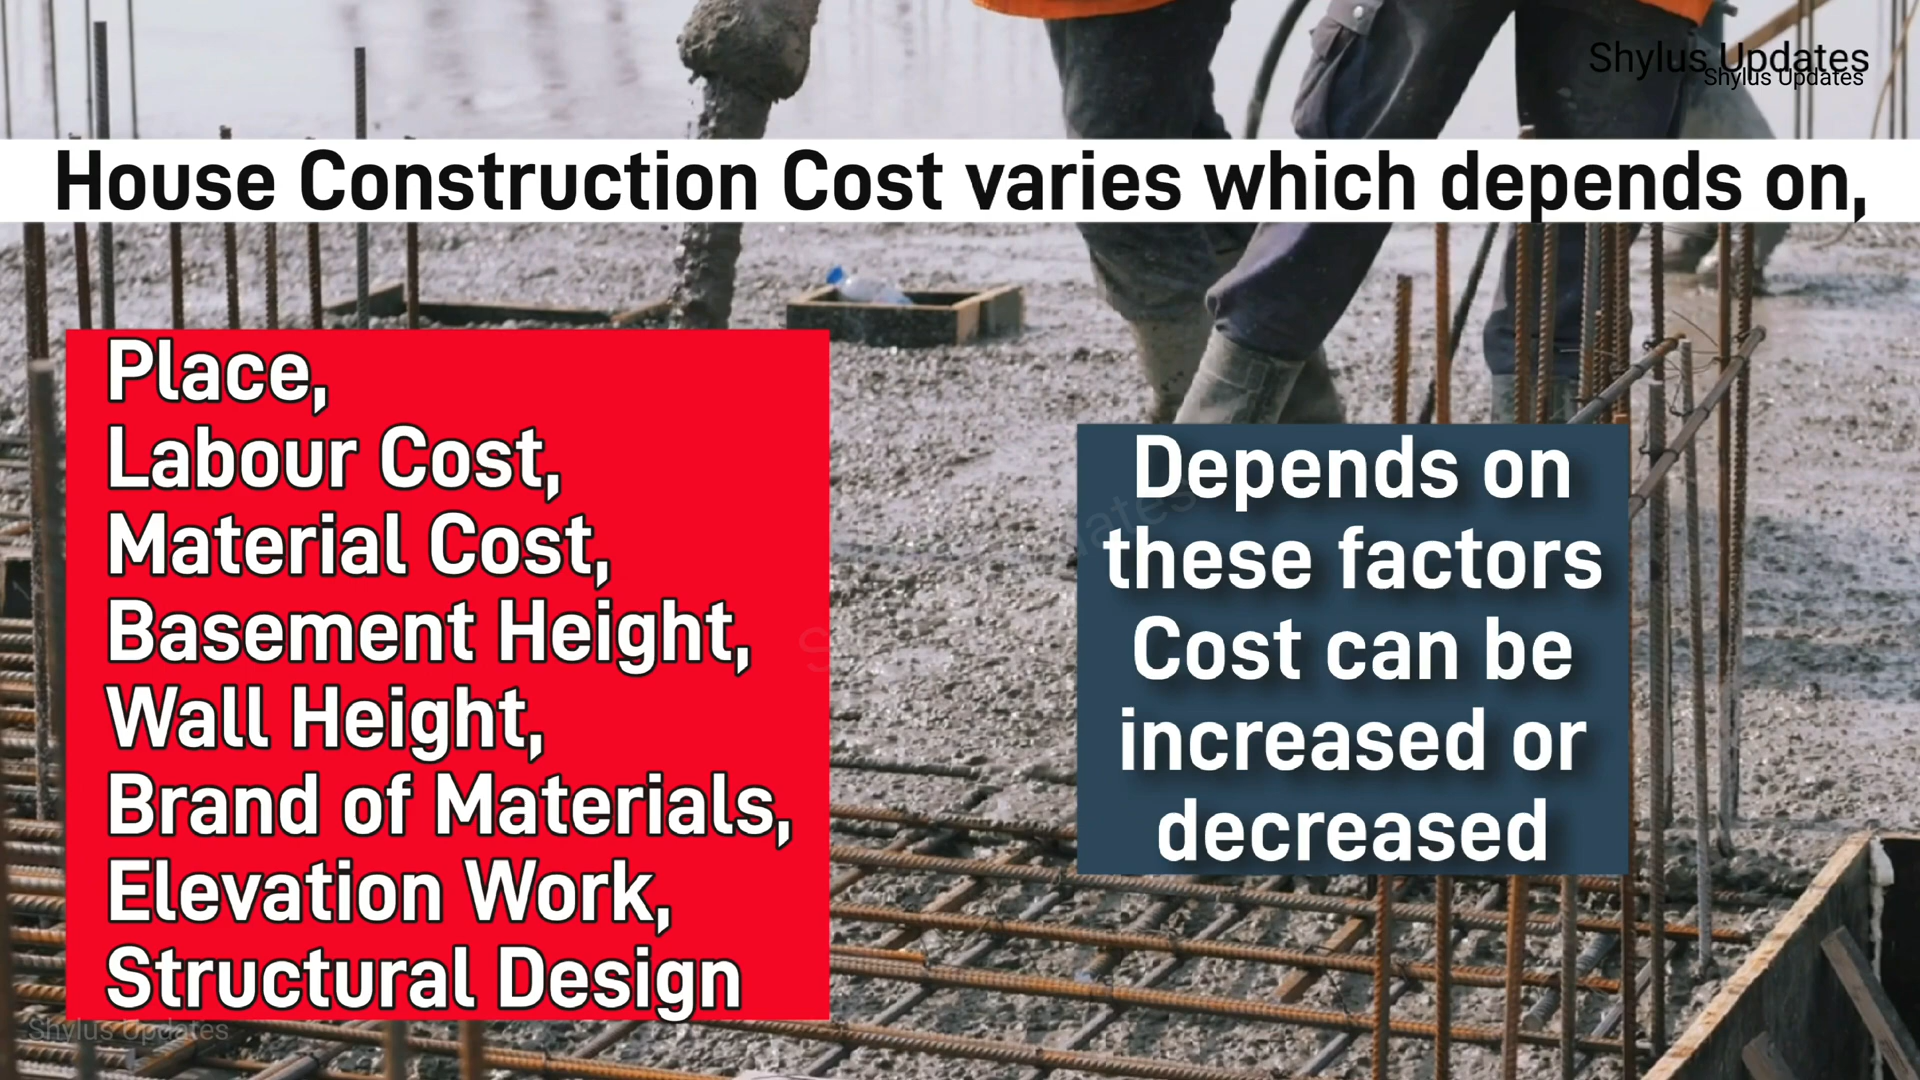 Shylus Updates
Shylus Updates
House Construction Cost varies which depends on,
Place,
Labour Cost,
Material Cost,
Basement Height,
Wall Height,
Brand of Materials,
Elevation Work,
Structural Design
Depends on
these factors
Cost can be
increased or
decreased
Shylus Updates